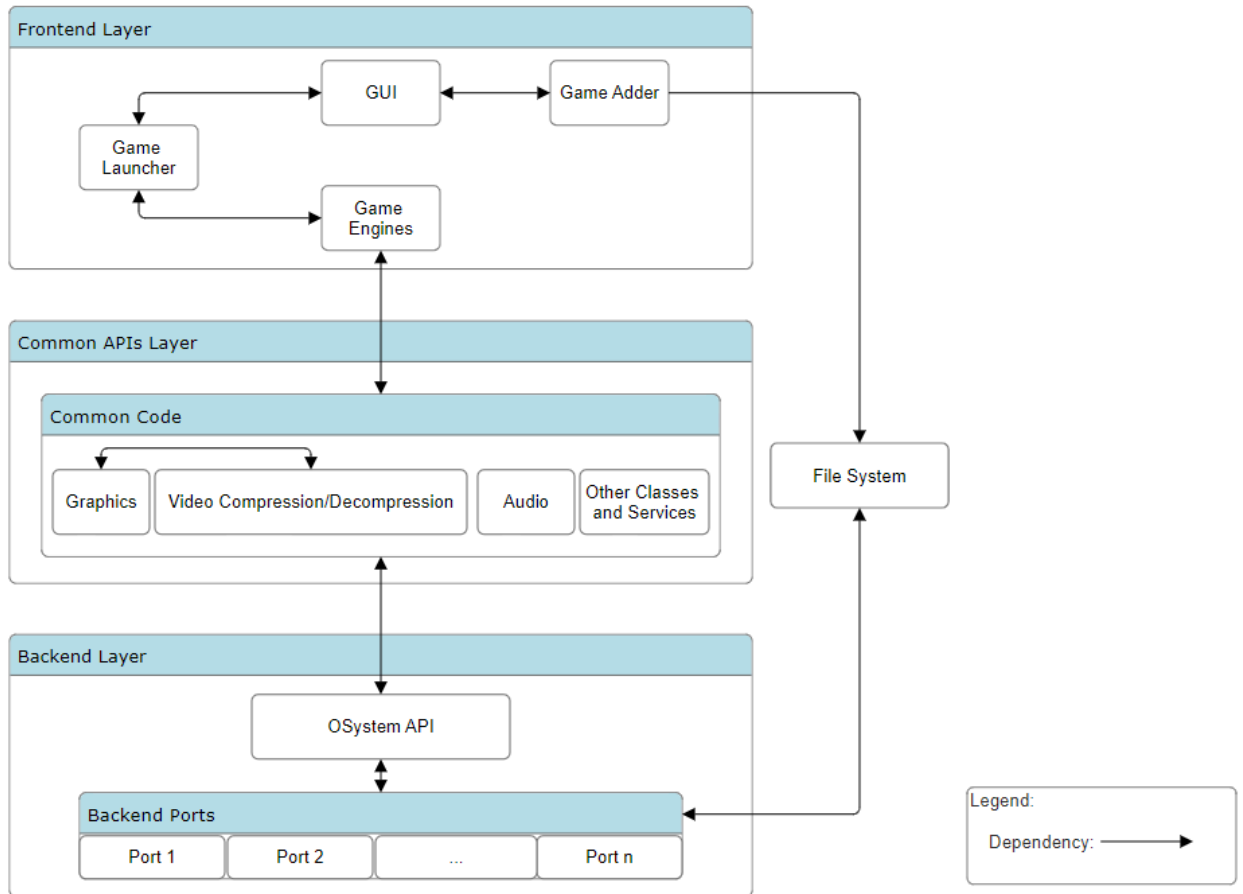 Frontend Layer
GUI
Game Adder
Game
Launcher
Game
Engines
Common APIs Layer
Common Code
Graphics
Video Compression/Decompression
Audio
Other Classes
and Services
File System
Backend Layer
OSystem API
Backend Ports
Port 1
Port 2
...
Port n
Legend:
Dependency: